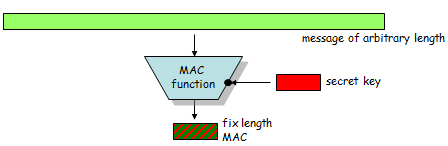 message of arbitrary length
MAC
function
secret key
fix length
MAC